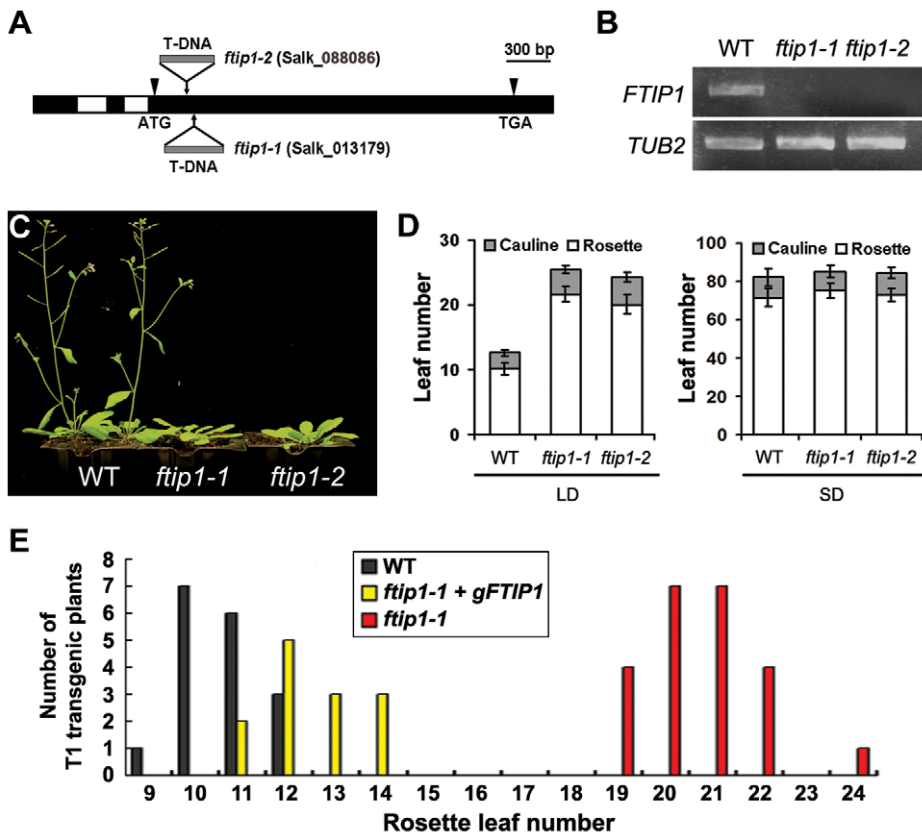 A
T-DNA
ftip1-2 (Salk_088086)
300 bp
ATG
TGA
ftip1-1 (Salk_013179)
T-DNA
B
WT ftip1-1 ftip1-2
FTIP1
TUB2
C
WT ftip1-1 ftip1-2
D
Leaf number
30
20
10
0
Cauline Rosette
WT ftip1-1 ftip1-2
LD
Leaf number
100
80
60
40
20
0
Cauline Rosette
WT ftip1-1 ftip1-2
SD
E
Number of
T1 transgenic plants
8
7
6
5
4
3
2
1
0
WT
ftip1-1 + gFTIP1
ftip1-1
9 10 11 12 13 14 15 16 17 18 19 20 21 22 23 24
Rosette leaf number